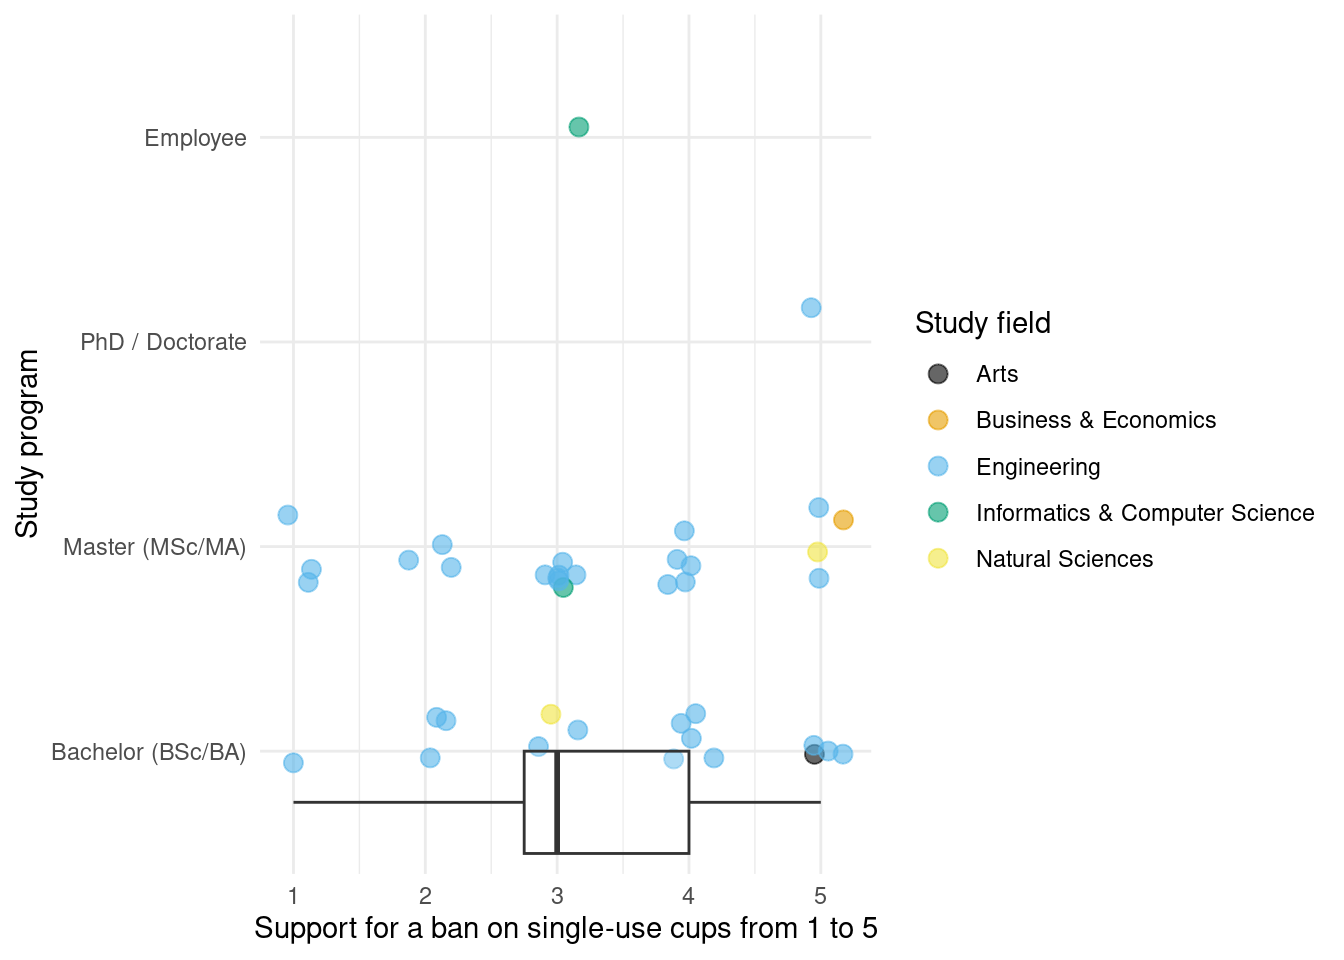 Employee
PhD / Doctorate
Master (MSc/MA)
Bachelor (BSc/BA)
Study program
1 2 3 4 5
Support for a ban on single-use cups from 1 to 5
Study field
Arts
Business & Economics
Engineering
Informatics & Computer Science
Natural Sciences